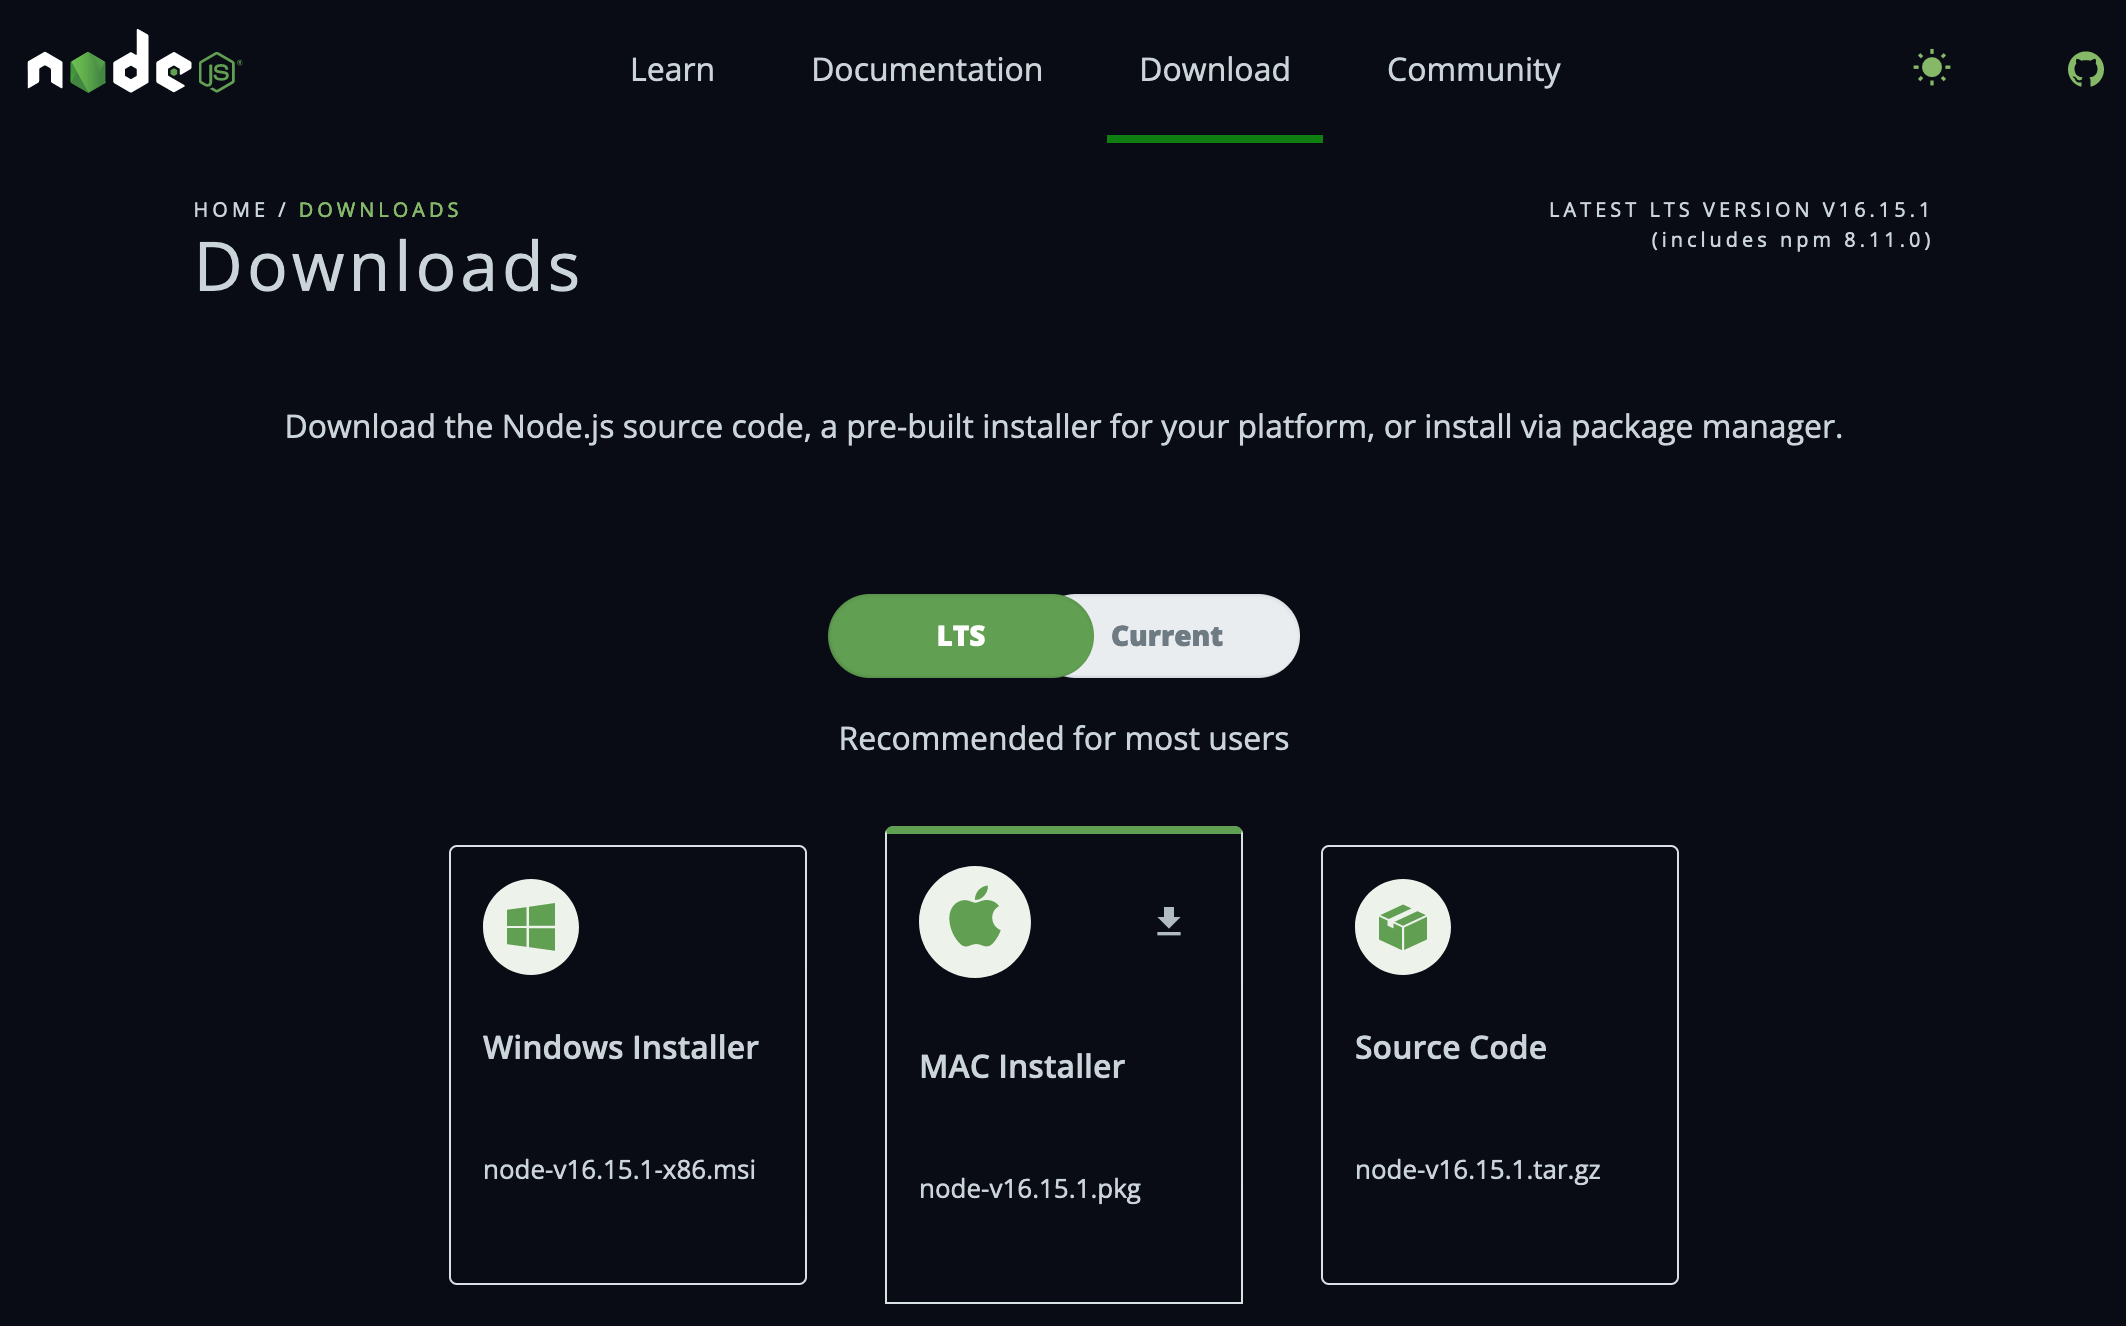 node JS
Learn
Documentation
Download
Community
HOME / DOWNLOADS
LATEST LTS VERSION V16.15.1
(includes npm 8.11.0)
Downloads
Download the Node.js source code, a pre-built installer for your platform, or install via package manager.
LTS
Current
Recommended for most users
Windows Installer
node-v16.15.1-x86.msi
MAC Installer
node-v16.15.1.pkg
Source Code
node-v16.15.1.tar.gz